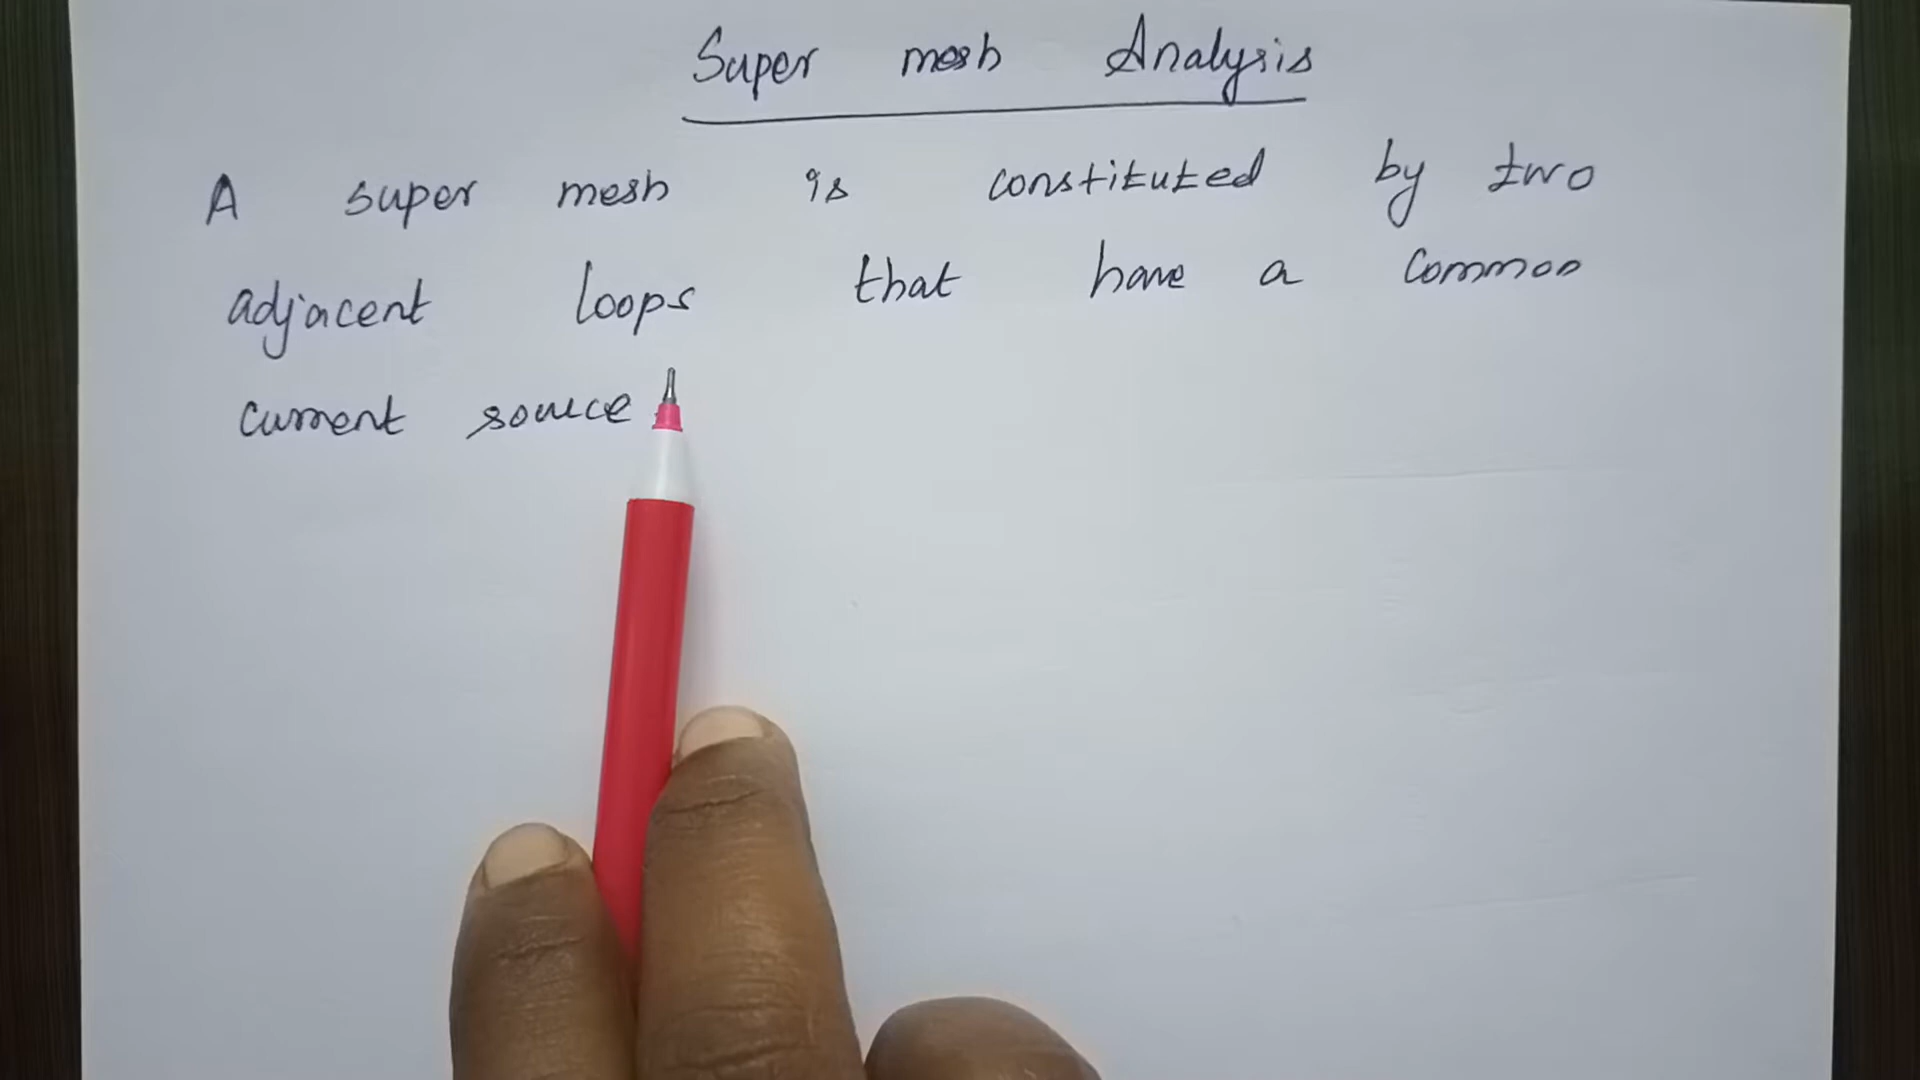 Super mesh Analysis
A super mesh is constituted by two
adjacent loops that have a common
current source